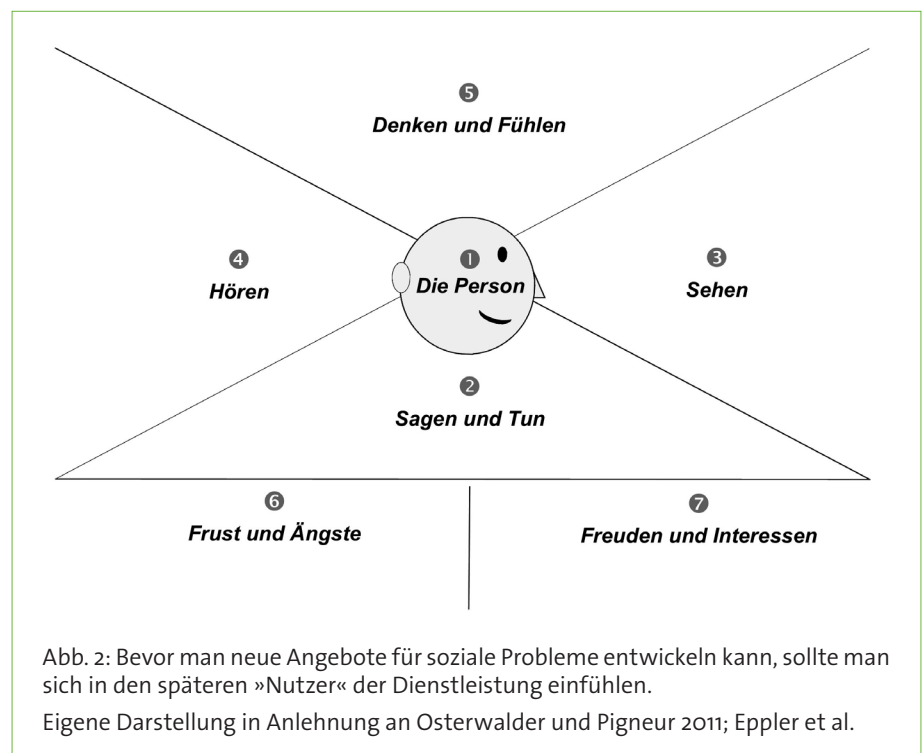 ❺
Denken und Fühlen
❹
Hören
❶
Die Person
❸
Sehen
❷
Sagen und Tun
❻
Frust und Ängste
❼
Freuden und Interessen
Abb. 2: Bevor man neue Angebote für soziale Probleme entwickeln kann, sollte man
sich in den späteren »Nutzer« der Dienstleistung einfühlen.
Eigene Darstellung in Anlehnung an Osterwalder und Pigneur 2011; Eppler et al.